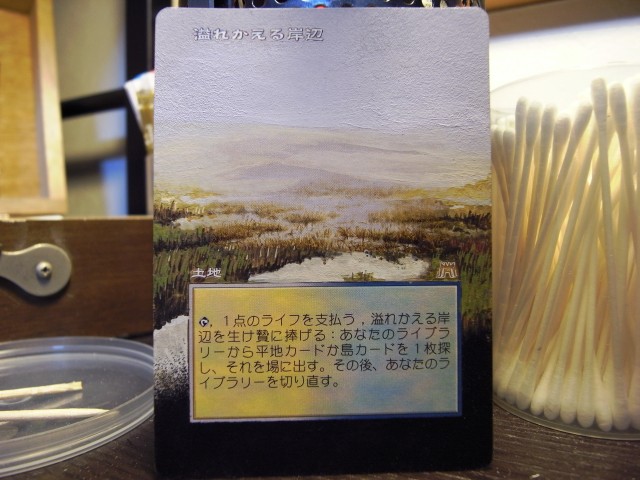 溢れかえる岸辺
土地
, 1点のライフを支払う, 溢れかえる岸
辺を生け贄に捧げる：あなたのライブラ
リーから平地カードか島カードを１枚探
し、それを場に出す。その後、あなたのラ
イブラリーを切り直す。